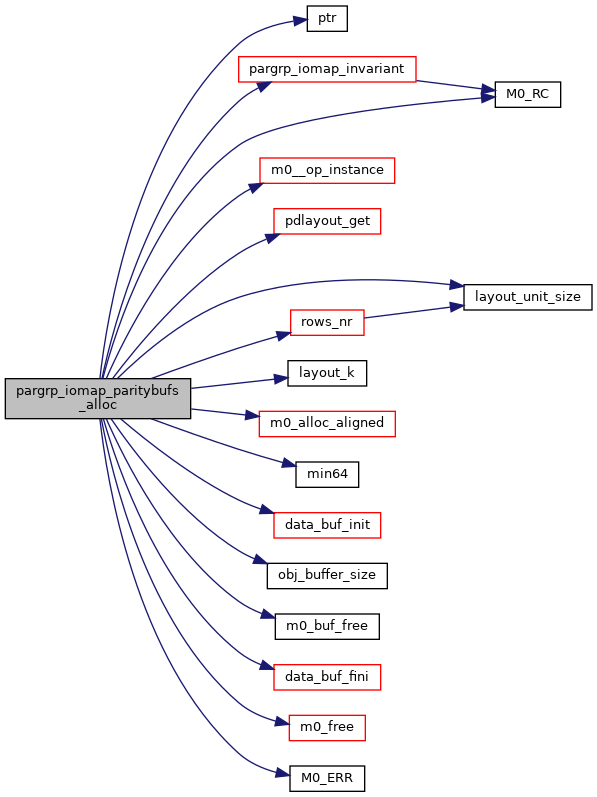 ptr
pargrp_iomap_invariant
M0_RC
m0__op_instance
pdlayout_get
layout_unit_size
rows_nr
layout_k
pargrp_iomap_paritybufs
_alloc
m0_alloc_aligned
min64
data_buf_init
obj_buffer_size
m0_buf_free
data_buf_fini
m0_free
M0_ERR